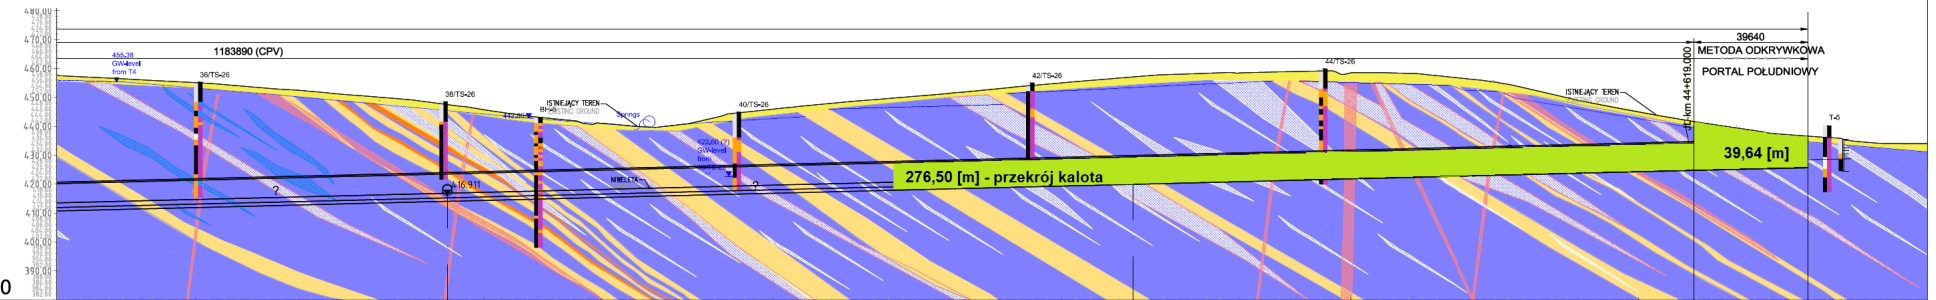 480.00
470.00
460.00
450.00
440.00
430.00
420.00
410.00
400.00
390.00
0
1183890 (CPV)
455.38
GW-level
from T4
36/TS-26
38/TS-26
ISTNIEJĄCY TEREN
EXISTING GROUND
Springs
40/TS-26
422.60 (?)
GW-level
from
416.911
?
NIWELETA
?
42/TS-26
44/TS-26
276,50 [m] - przekrój kalota
ISTNIEJĄCY TEREN
EXISTING GROUND
39640
METODA ODKRYWKOWA
PORTAL POŁUDNIOWY
km 44+619.000
39,64 [m]